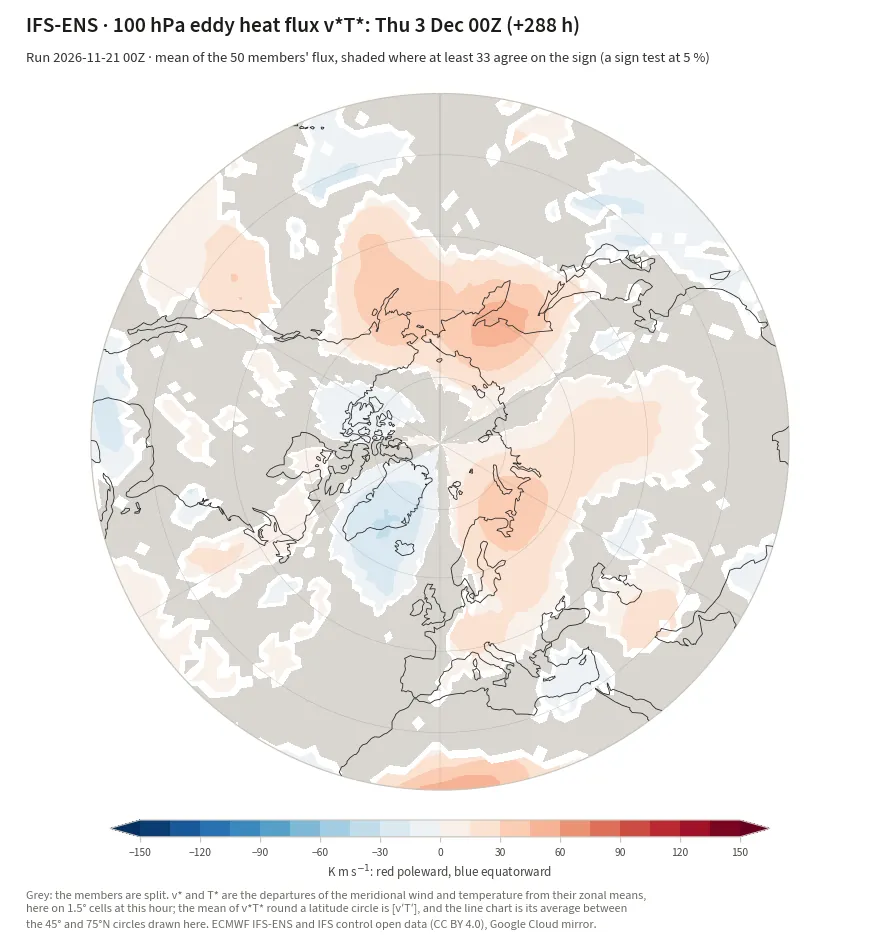 IFS-ENS · 100 hPa eddy heat flux v*T*: Thu 3 Dec 00Z (+288 h)
Run 2026-11-21 00Z · mean of the 50 members' flux, shaded where at least 33 agree on the sign (a sign test at 5 %)
−150 −120 −90 −60 −30 0 30 60 90 120 150
K m s⁻¹: red poleward, blue equatorward
Grey: the members are split. v* and T* are the departures of the meridional wind and temperature from their zonal means,
here on 1.5° cells at this hour; the mean of v*T* round a latitude circle is [v′T′], and the line chart is its average between
the 45° and 75°N circles drawn here. ECMWF IFS-ENS and IFS control open data (CC BY 4.0), Google Cloud mirror.